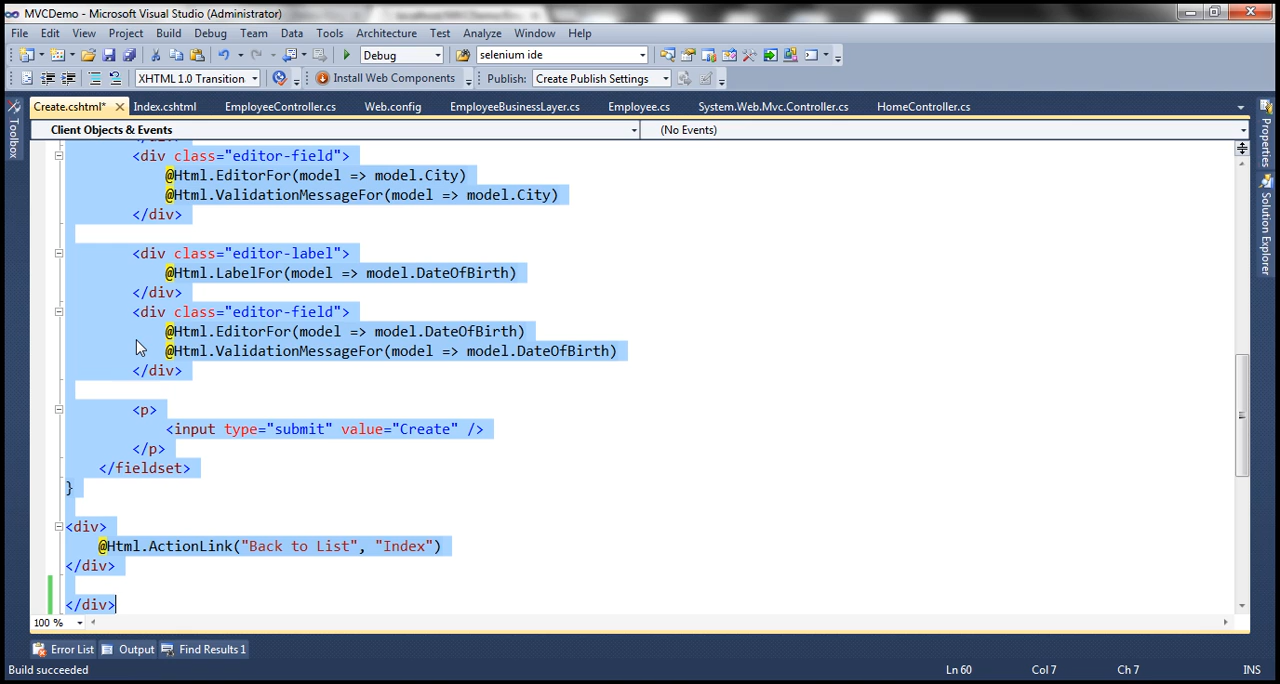 MVCDemo - Microsoft Visual Studio (Administrator)
File Edit View Project Build Debug Team Data Tools Architecture Test Analyze Window Help
Debug selenium ide
XHTML 1.0 Transition Install Web Components Publish: Create Publish Settings
Create.cshtml* Index.cshtml EmployeeController.cs Web.config EmployeeBusinessLayer.cs Employee.cs System.Web.Mvc.Controller.cs HomeController.cs
Client Objects & Events (No Events)
Toolbox
Properties
Solution Explorer
<div class="editor-field">
@Html.EditorFor(model => model.City)
@Html.ValidationMessageFor(model => model.City)
</div>
<div class="editor-label">
@Html.LabelFor(model => model.DateOfBirth)
</div>
<div class="editor-field">
@Html.EditorFor(model => model.DateOfBirth)
@Html.ValidationMessageFor(model => model.DateOfBirth)
</div>
<p>
<input type="submit" value="Create" />
</p>
</fieldset>
}
<div>
@Html.ActionLink("Back to List", "Index")
</div>
</div>
100 %
Error List Output Find Results 1
Build succeeded Ln 60 Col 7 Ch 7 INS